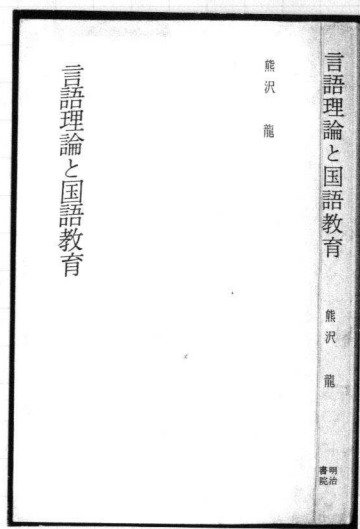 言語理論と国語教育
熊沢 龍
明治
書院
熊沢 龍
言語理論と国語教育